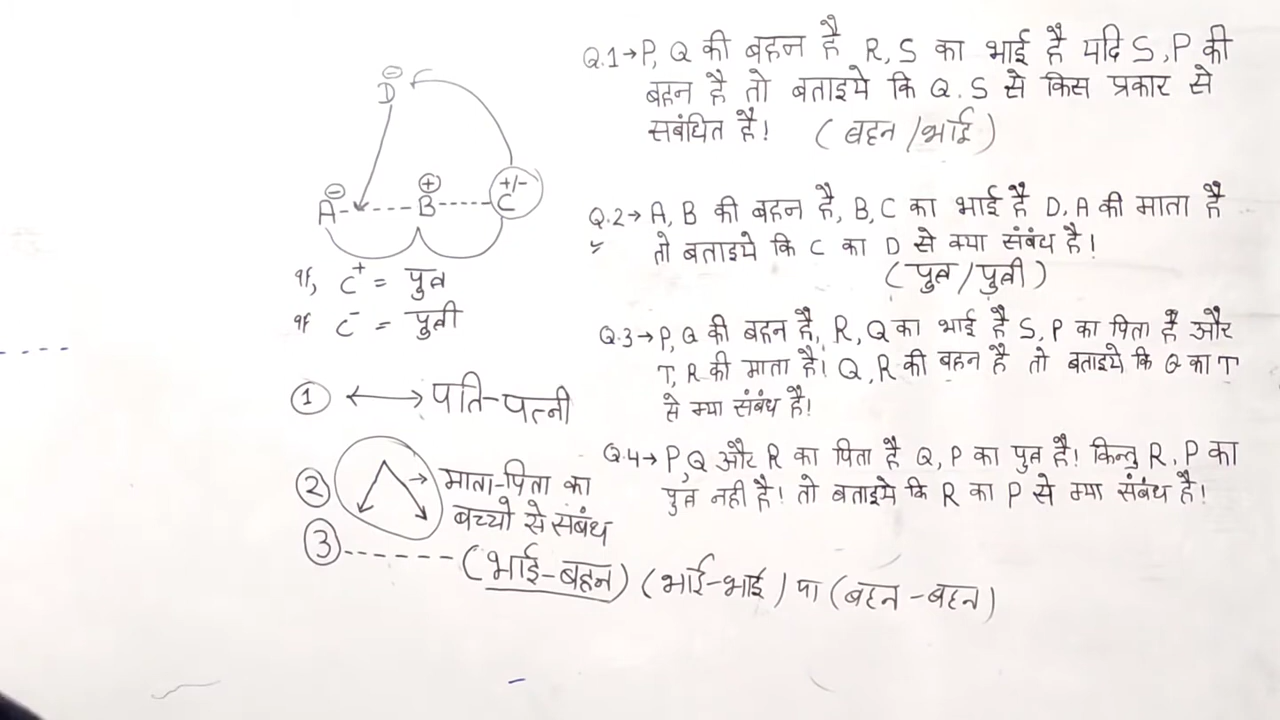 Q.1→ P, Q की बहन है R, S का भाई है यदि S, P की
बहन है तो बताइये कि Q. S से किस प्रकार से
सबंधित है! (बहन/भाई)
Q.2→ A, B की बहन है, B, C का भाई है D, A की माता है
तो बताइये कि C का D से क्या संबंध है!
(पुत्र/पुत्री)
Q.3→ P, Q की बहन है, R, Q का भाई है S, P का पिता है और
T, R की माता है! Q, R की बहन है तो बताइये कि Q का T
से क्या संबंध है!
Q.4→ P, Q और R का पिता है Q, P का पुत्र है! किन्तु R, P का
पुत्र नही है! तो बताइये कि R का P से क्या संबंध है!
⊖
D
⊖ ⊕ +/-
A-----B-----C
if, C⁺ = पुत्र
if C⁻ = पुत्री
① ⟷ पति-पत्नी
② → माता-पिता का
बच्चो से संबंध
③ ------ (भाई-बहन) (भाई-भाई) या (बहन-बहन)